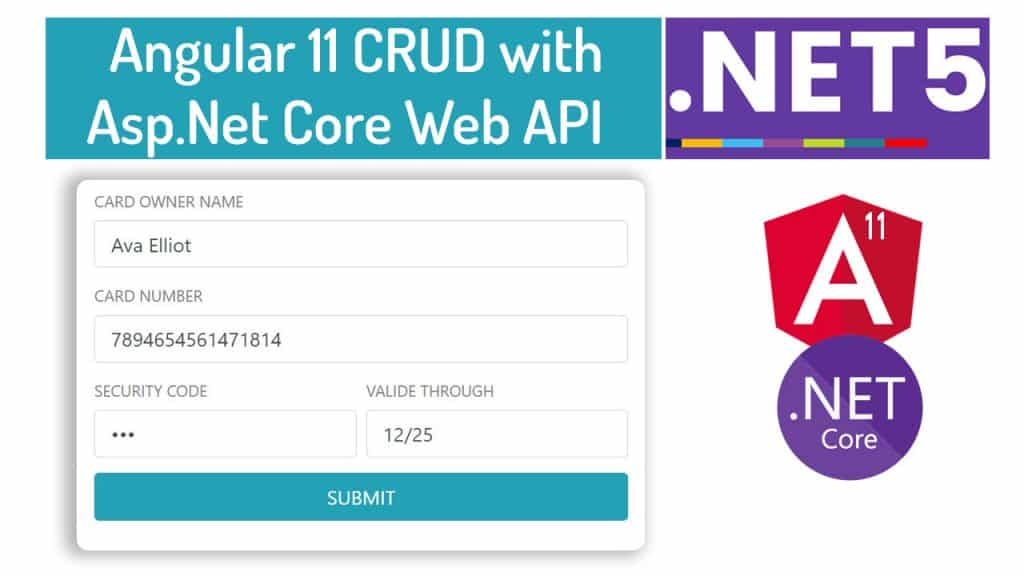 Angular 11 CRUD with
Asp.Net Core Web API
.NET5
CARD OWNER NAME
Ava Elliot
CARD NUMBER
7894654561471814
SECURITY CODE
VALIDE THROUGH
•••
12/25
SUBMIT
A 11
.NET
Core